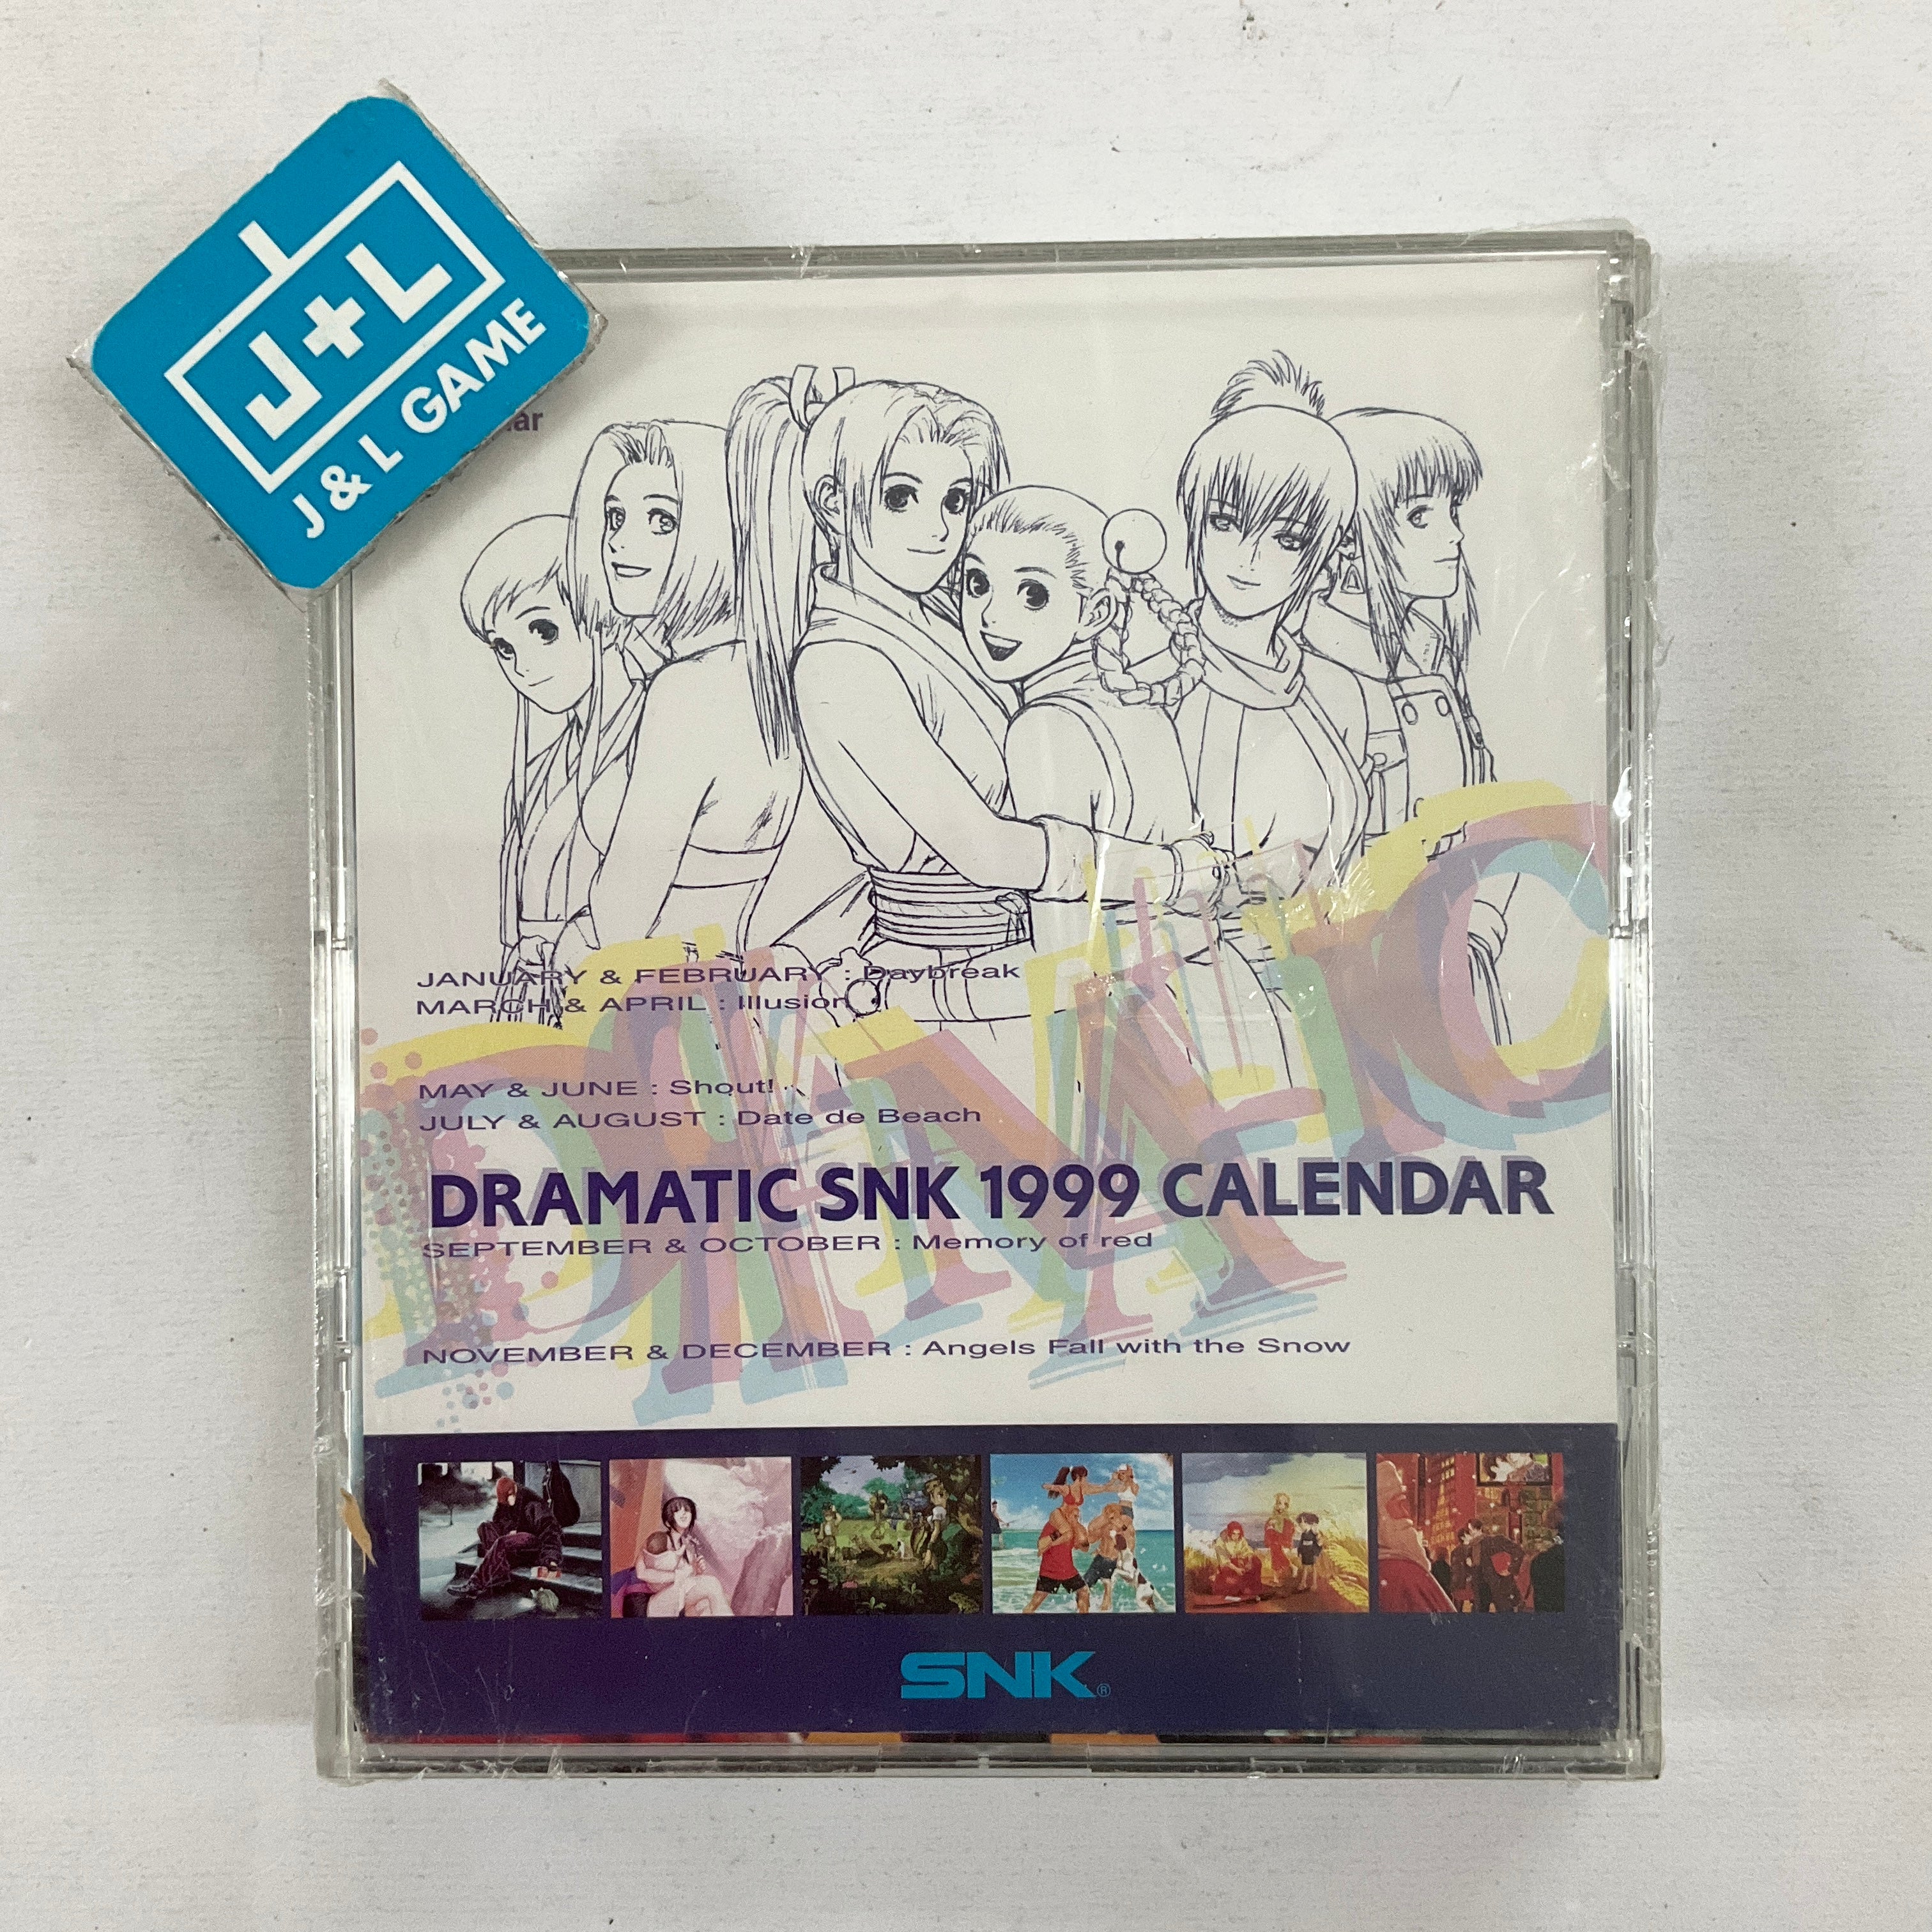 J+L
J & L GAME
JANUARY & FEBRUARY : Daybreak
MARCH & APRIL : Illusion
MAY & JUNE : Shout!
JULY & AUGUST : Date de Beach
DRAMATIC
DRAMATIC SNK 1999 CALENDAR
SEPTEMBER & OCTOBER : Memory of red
NOVEMBER & DECEMBER : Angels Fall with the Snow
SNK®